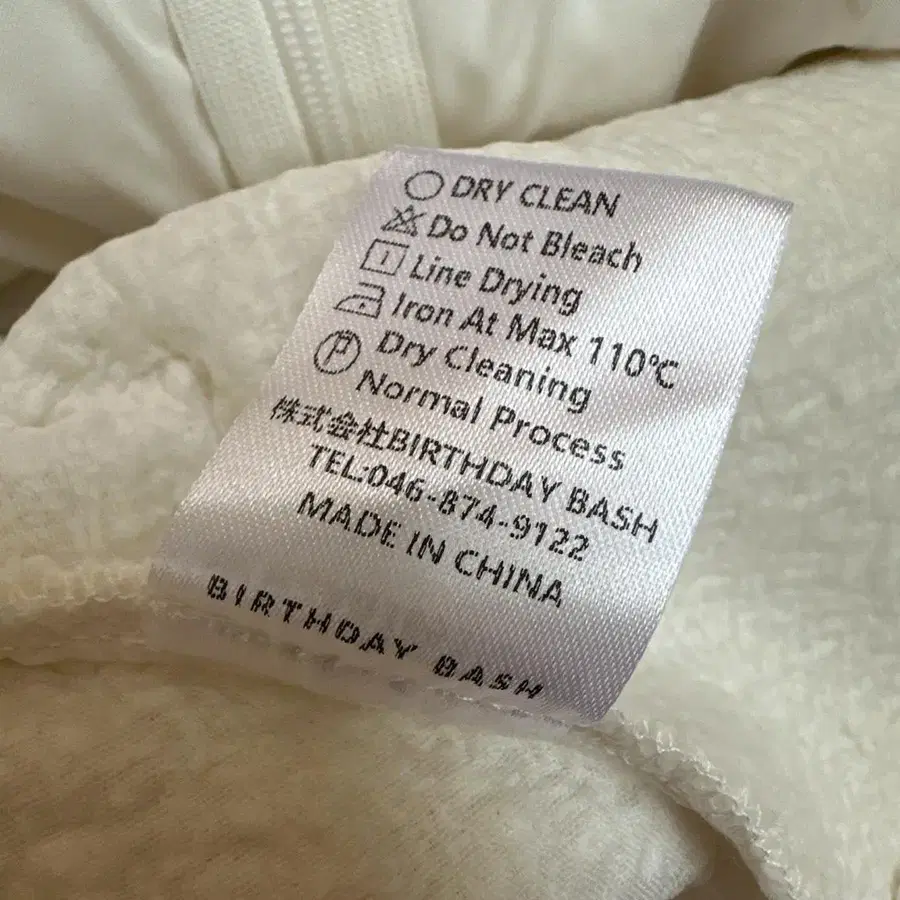 DRY CLEAN
Do Not Bleach
Line Drying
Iron At Max 110℃
P Dry Cleaning
Normal Process
株式会社BIRTHDAY BASH
TEL:046-874-9122
MADE IN CHINA
BIRTHDAY BASH